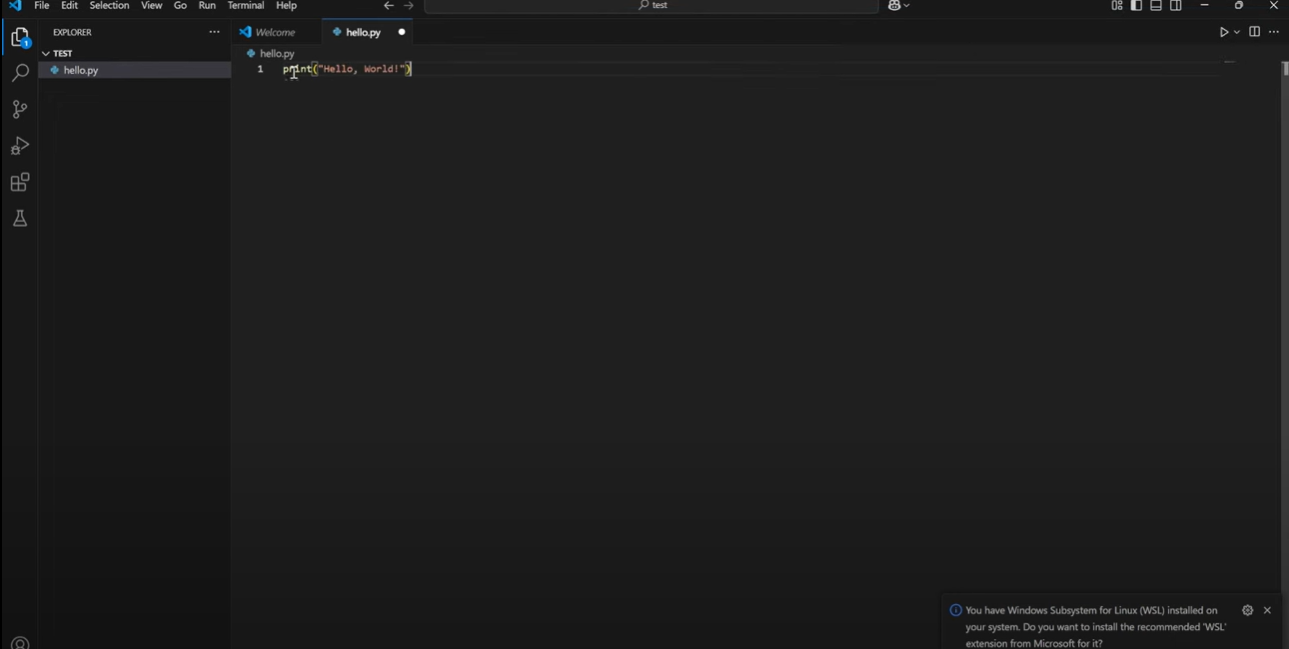 File Edit Selection View Go Run Terminal Help
test
EXPLORER
Welcome
hello.py
TEST
hello.py
hello.py
1
print("Hello, World!")
1
You have Windows Subsystem for Linux (WSL) installed on
your system. Do you want to install the recommended 'WSL'
extension from Microsoft for it?